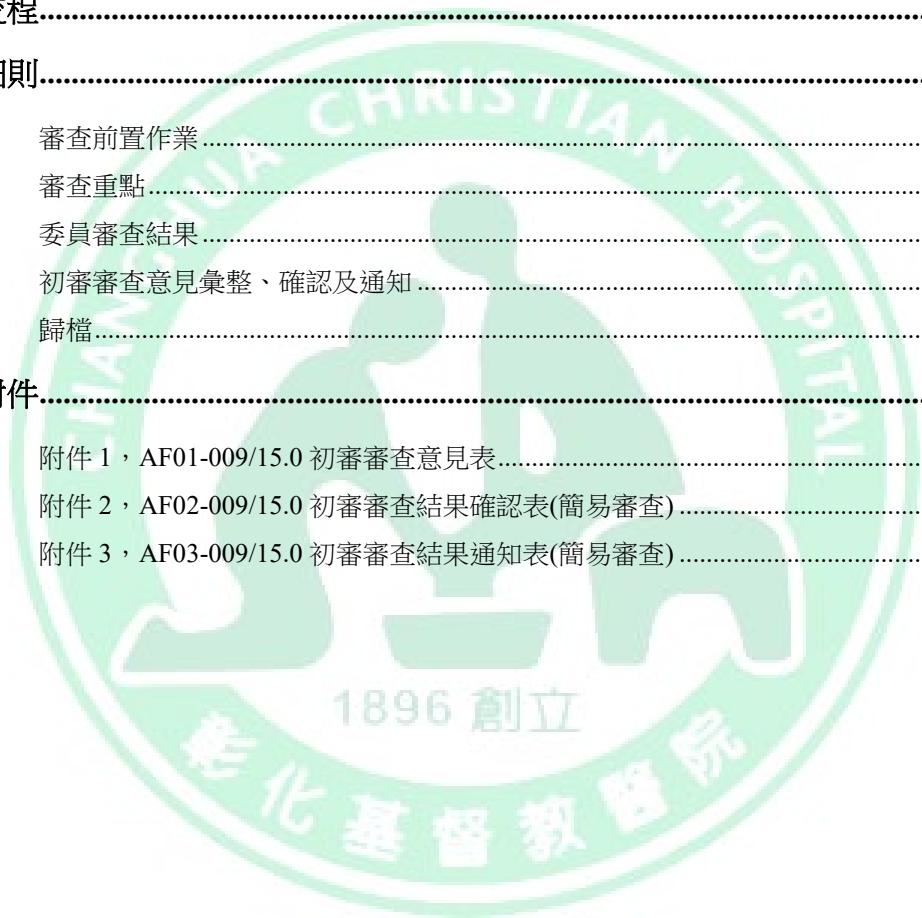 流程
細則
審查前置作業
審查重點
委員審查結果
初審審查意見彙整、確認及通知
歸檔
附件
附件 1，AF01-009/15.0 初審審查意見表
附件 2，AF02-009/15.0 初審審查結果確認表(簡易審查)
附件 3，AF03-009/15.0 初審審查結果通知表(簡易審查)
CHANGHUA CHRISTIAN HOSPITAL
1896 創立
彰化基督教醫院